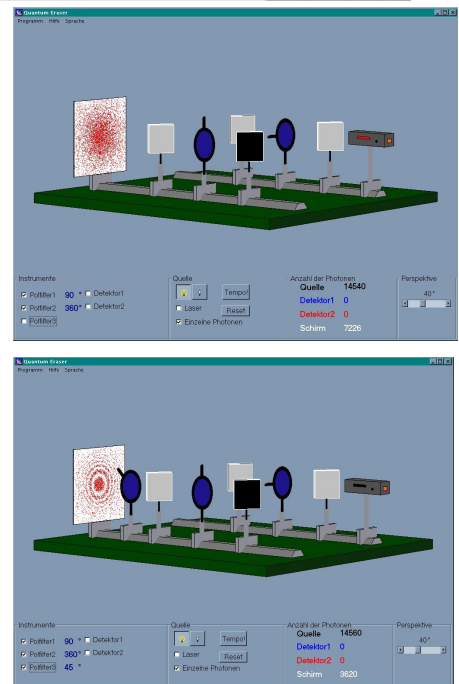 Quantum Eraser
Programm Hilfe Sprache
Instrumente
Polfilter1 90 ° Detektor1
Polfilter2 360° Detektor2
Polfilter3
Quelle
Tempo!
Laser Reset
Einzelne Photonen
Anzahl der Photonen
Quelle 14540
Detektor1 0
Detektor2 0
Schirm 7226
Perspektive
40°
Quantum Eraser
Programm Hilfe Sprache
Instrumente
Polfilter1 90 ° Detektor1
Polfilter2 360° Detektor2
Polfilter3 45 °
Quelle
Tempo!
Laser Reset
Einzelne Photonen
Anzahl der Photonen
Quelle 14560
Detektor1 0
Detektor2 0
Schirm 3620
Perspektive
40°